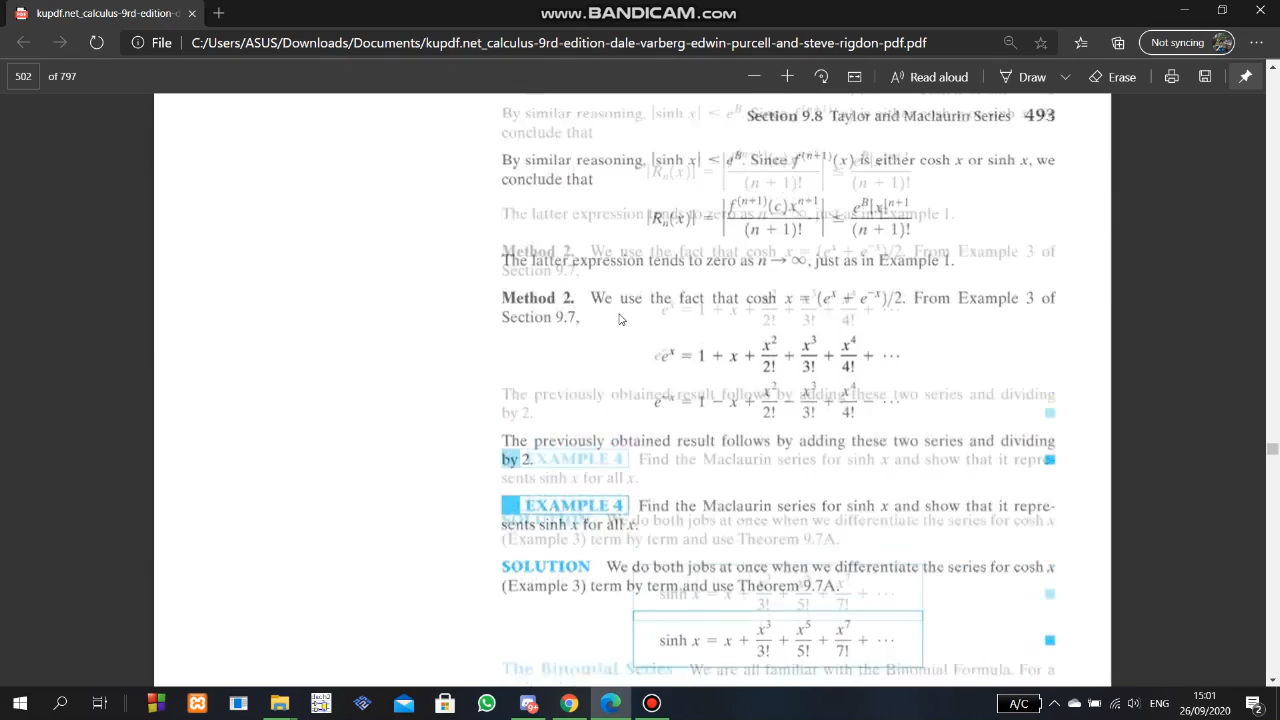 kupdf.net_calculus-9rd-edition-d
www.BANDICAM.com
File C:/Users/ASUS/Downloads/Documents/kupdf.net_calculus-9rd-edition-dale-varberg-edwin-purcell-and-steve-rigdon-pdf.pdf
Not syncing
502 of 797
Read aloud
Draw
Erase
Section 9.8 Taylor and Maclaurin Series 493
By similar reasoning, |sinh x| ≤ e^B. Since f^(n+1)(x) is either cosh x or sinh x, we
conclude that
|R_n(x)| = |f^(n+1)(c)x^(n+1) / (n + 1)!| ≤ e^B|x|^(n+1) / (n + 1)!
The latter expression tends to zero as n → ∞, just as in Example 1.
Method 2. We use the fact that cosh x = (e^x + e^−x)/2. From Example 3 of
Section 9.7,
e^x = 1 + x + x^2/2! + x^3/3! + x^4/4! + ···
e^−x = 1 − x + x^2/2! − x^3/3! + x^4/4! − ···
The previously obtained result follows by adding these two series and dividing
by 2.
EXAMPLE 4 Find the Maclaurin series for sinh x and show that it repre-
sents sinh x for all x.
SOLUTION We do both jobs at once when we differentiate the series for cosh x
(Example 3) term by term and use Theorem 9.7A.
sinh x = x + x^3/3! + x^5/5! + x^7/7! + ···
The Binomial Series We are all familiar with the Binomial Formula. For a
A/C
ENG
15:01
26/09/2020